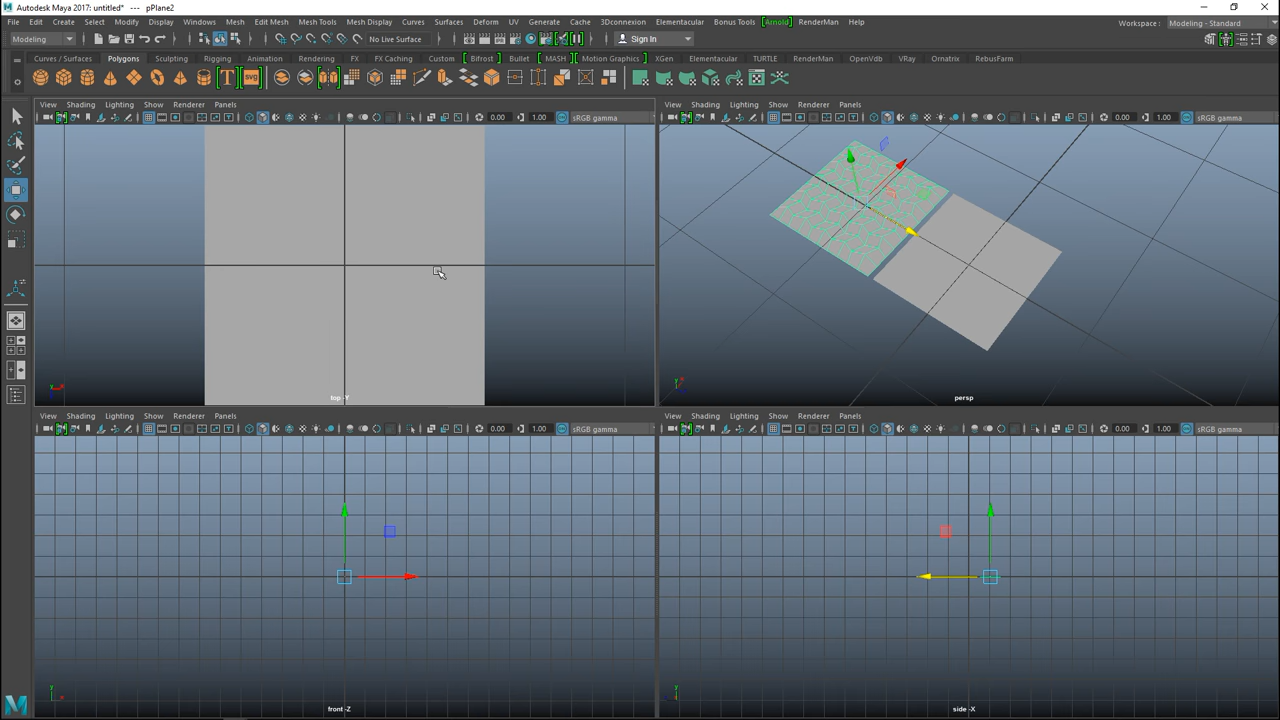 Autodesk Maya 2017: untitled*   ---   pPlane2
File Edit Create Select Modify Display Windows Mesh Edit Mesh Mesh Tools Mesh Display Curves Surfaces Deform UV Generate Cache 3Dconnexion Elementacular Bonus Tools Arnold RenderMan Help
Workspace : Modeling - Standard
Modeling No Live Surface Sign In
Curves / Surfaces Polygons Sculpting Rigging Animation Rendering FX FX Caching Custom Bifrost Bullet MASH Motion Graphics XGen Elementacular TURTLE RenderMan OpenVdb VRay Ornatrix RebusFarm
View Shading Lighting Show Renderer Panels
0.00 1.00 sRGB gamma
top -Y
View Shading Lighting Show Renderer Panels
0.00 1.00 sRGB gamma
persp
View Shading Lighting Show Renderer Panels
0.00 1.00 sRGB gamma
front -Z
View Shading Lighting Show Renderer Panels
0.00 1.00 sRGB gamma
side -X